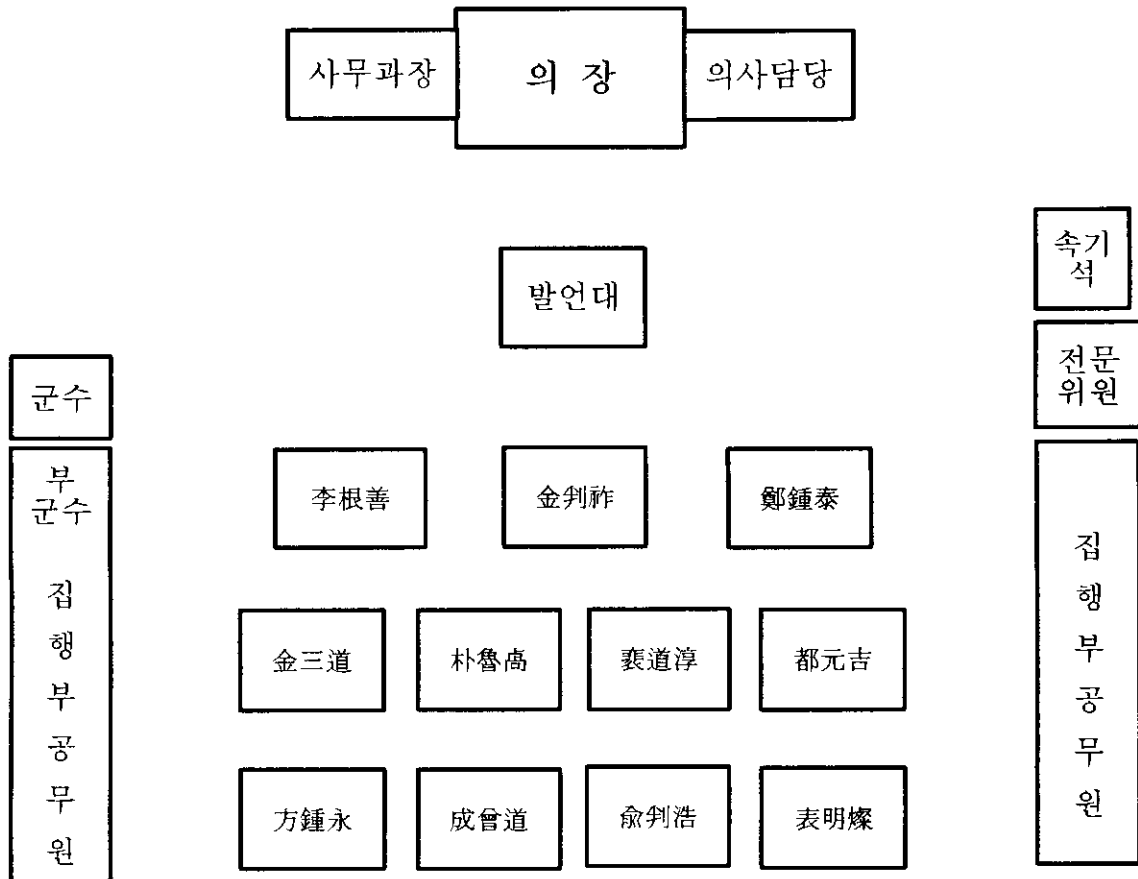 사무과장 의 장 의사담당
속기
석
발언대
전문
위원
군수
부
군수
집
행
부
공
무
원
李根善 金判祚 鄭鍾泰
金三道 朴魯高 裵道淳 都元吉
方鍾永 成曾道 兪判浩 表明燦
집
행
부
공
무
원